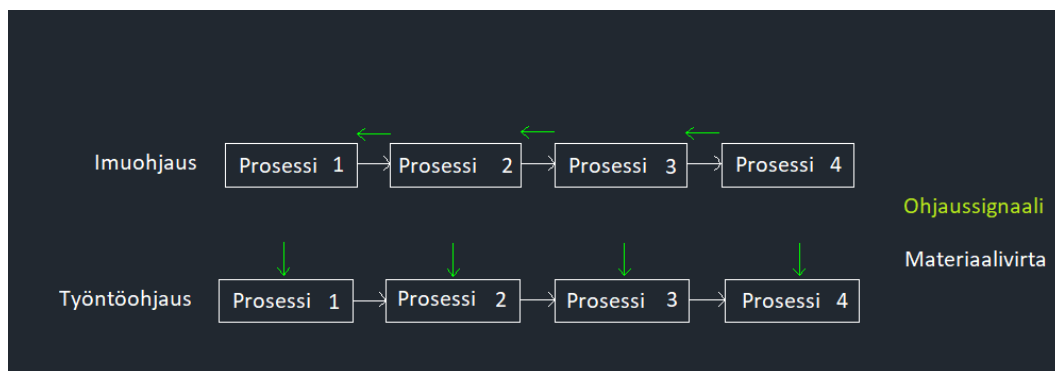 Imuohjaus
Prosessi 1
Prosessi 2
Prosessi 3
Prosessi 4
Ohjaussignaali
Materiaalivirta
Työntöohjaus
Prosessi 1
Prosessi 2
Prosessi 3
Prosessi 4